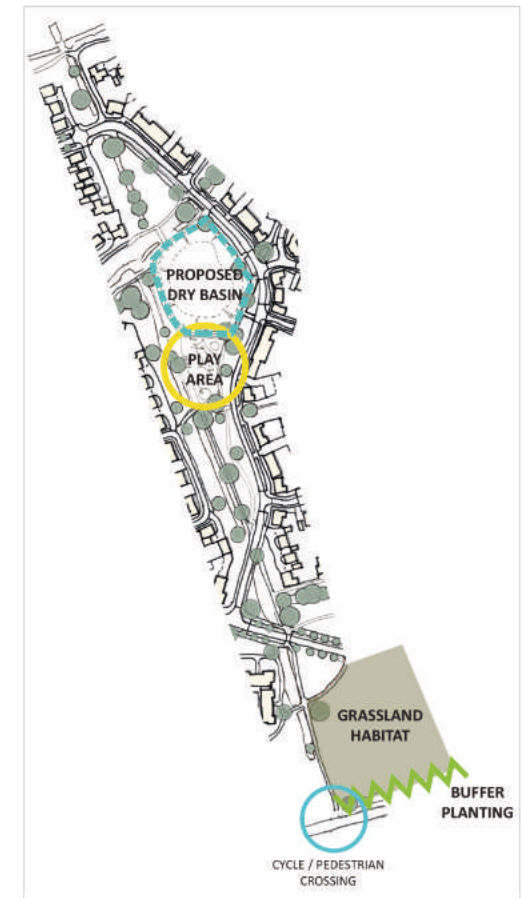 PROPOSED
DRY BASIN
PLAY
AREA
GRASSLAND
HABITAT
BUFFER
PLANTING
CYCLE / PEDESTRIAN
CROSSING